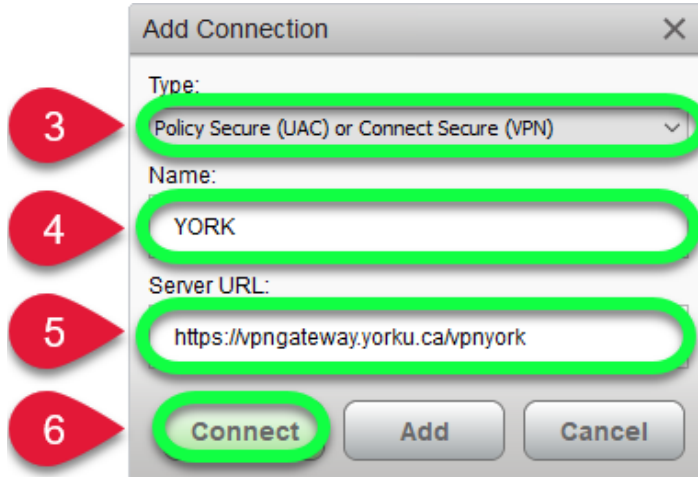 Add Connection
Type:
3
Policy Secure (UAC) or Connect Secure (VPN)
Name:
4
YORK
Server URL:
5
https://vpngateway.yorku.ca/vpnyork
6
Connect
Add
Cancel